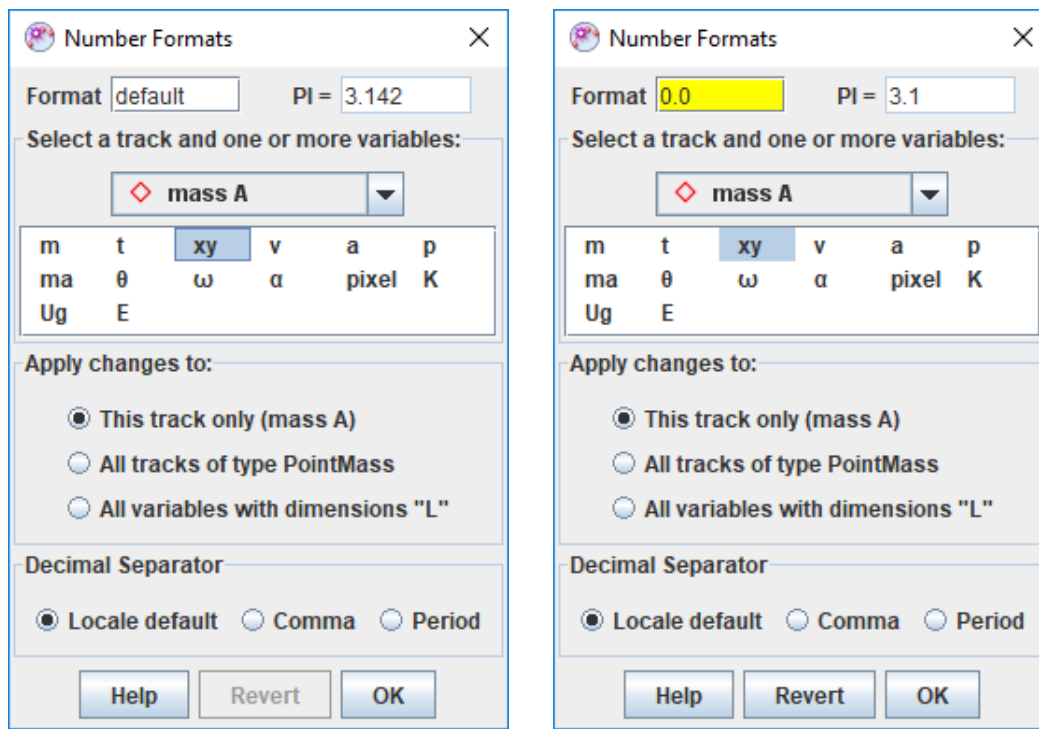 Number Formats
Format default PI = 3.142
Select a track and one or more variables:
mass A
m t xy v a p
ma θ ω α pixel K
Ug E
Apply changes to:
This track only (mass A)
All tracks of type PointMass
All variables with dimensions "L"
Decimal Separator
Locale default Comma Period
Help Revert OK
Number Formats
Format 0.0 PI = 3.1
Select a track and one or more variables:
mass A
m t xy v a p
ma θ ω α pixel K
Ug E
Apply changes to:
This track only (mass A)
All tracks of type PointMass
All variables with dimensions "L"
Decimal Separator
Locale default Comma Period
Help Revert OK